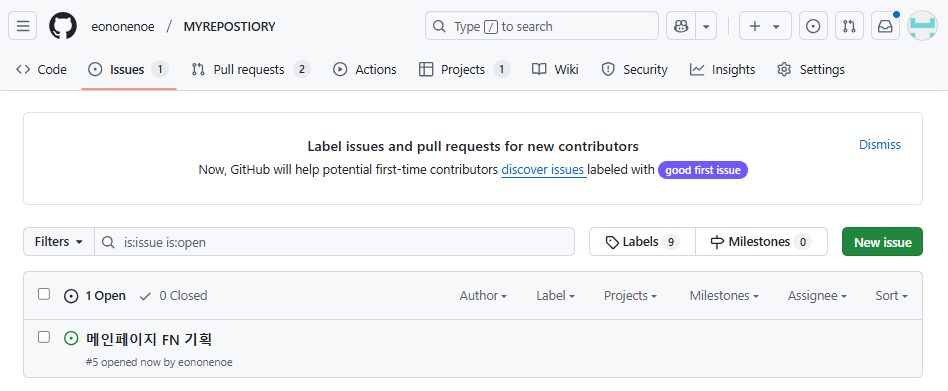 eononenoe / MYREPOSTIORY Type / to search
Code Issues 1 Pull requests 2 Actions Projects 1 Wiki Security Insights Settings
Label issues and pull requests for new contributors Dismiss
Now, GitHub will help potential first-time contributors discover issues labeled with good first issue
Filters is:issue is:open Labels 9 Milestones 0 New issue
1 Open 0 Closed Author Label Projects Milestones Assignee Sort
메인페이지 FN 기획
#5 opened now by eononenoe